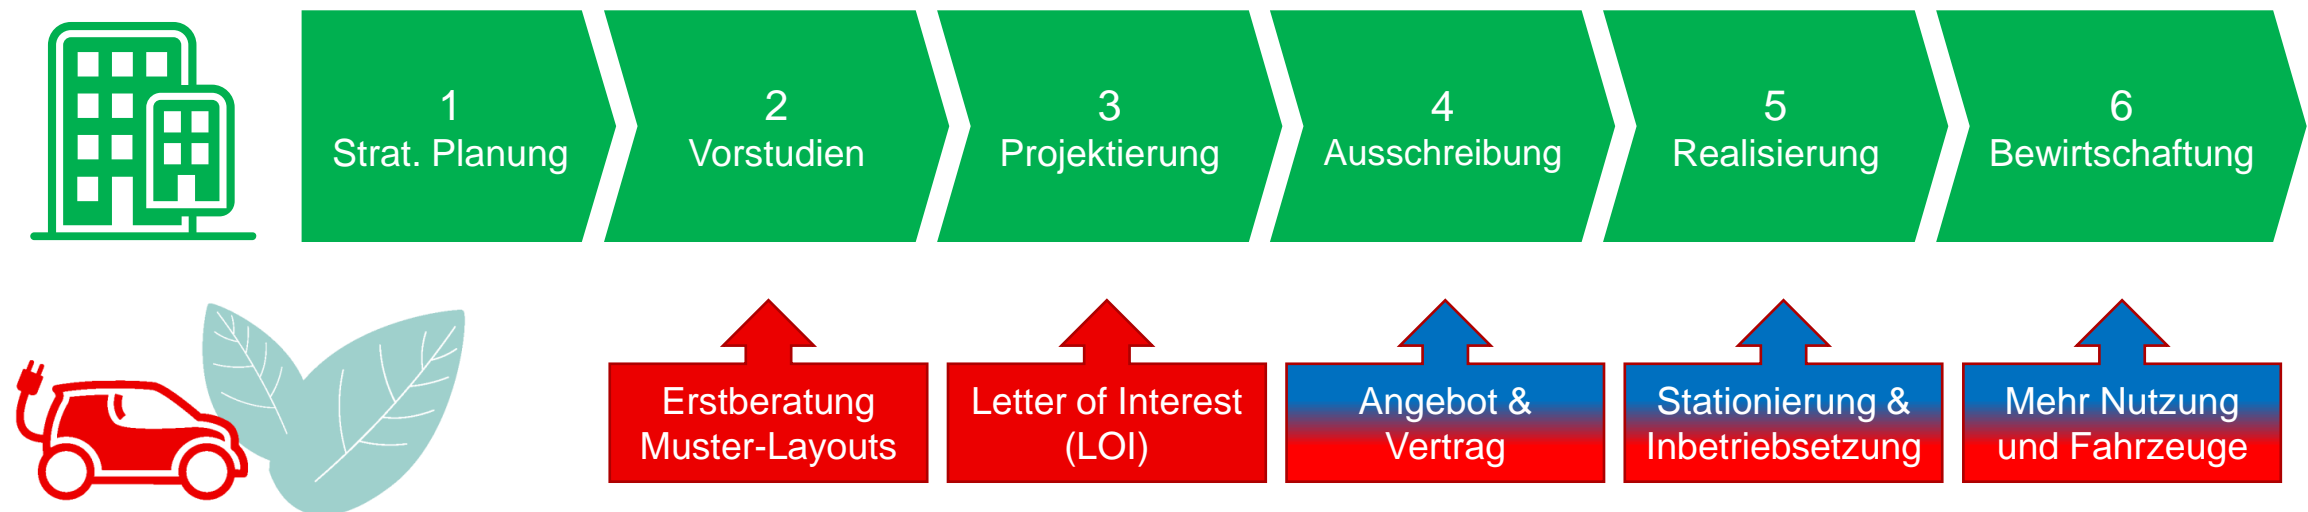 1
Strat. Planung
2
Vorstudien
3
Projektierung
4
Ausschreibung
5
Realisierung
6
Bewirtschaftung
Erstberatung
Muster-Layouts
Letter of Interest
(LOI)
Angebot &
Vertrag
Stationierung &
Inbetriebsetzung
Mehr Nutzung
und Fahrzeuge